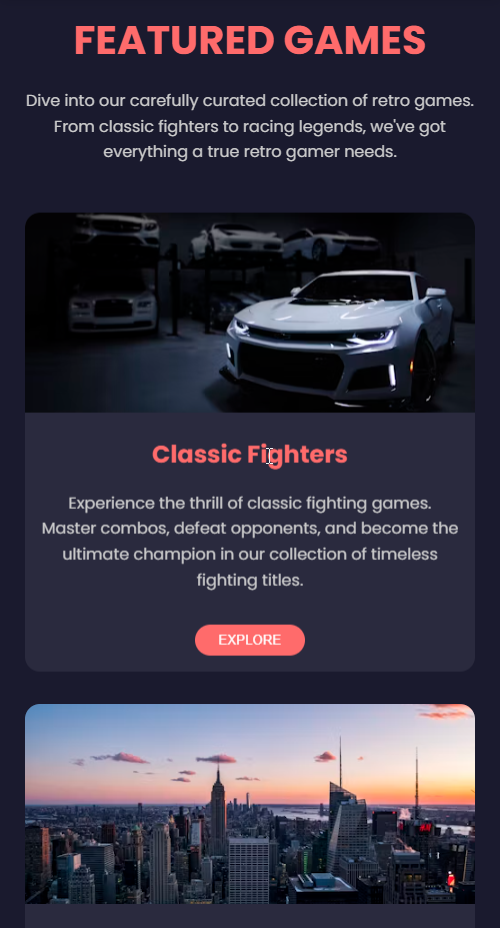 FEATURED GAMES
Dive into our carefully curated collection of retro games.
From classic fighters to racing legends, we've got
everything a true retro gamer needs.
Classic Fighters
Experience the thrill of classic fighting games.
Master combos, defeat opponents, and become the
ultimate champion in our collection of timeless
fighting titles.
EXPLORE